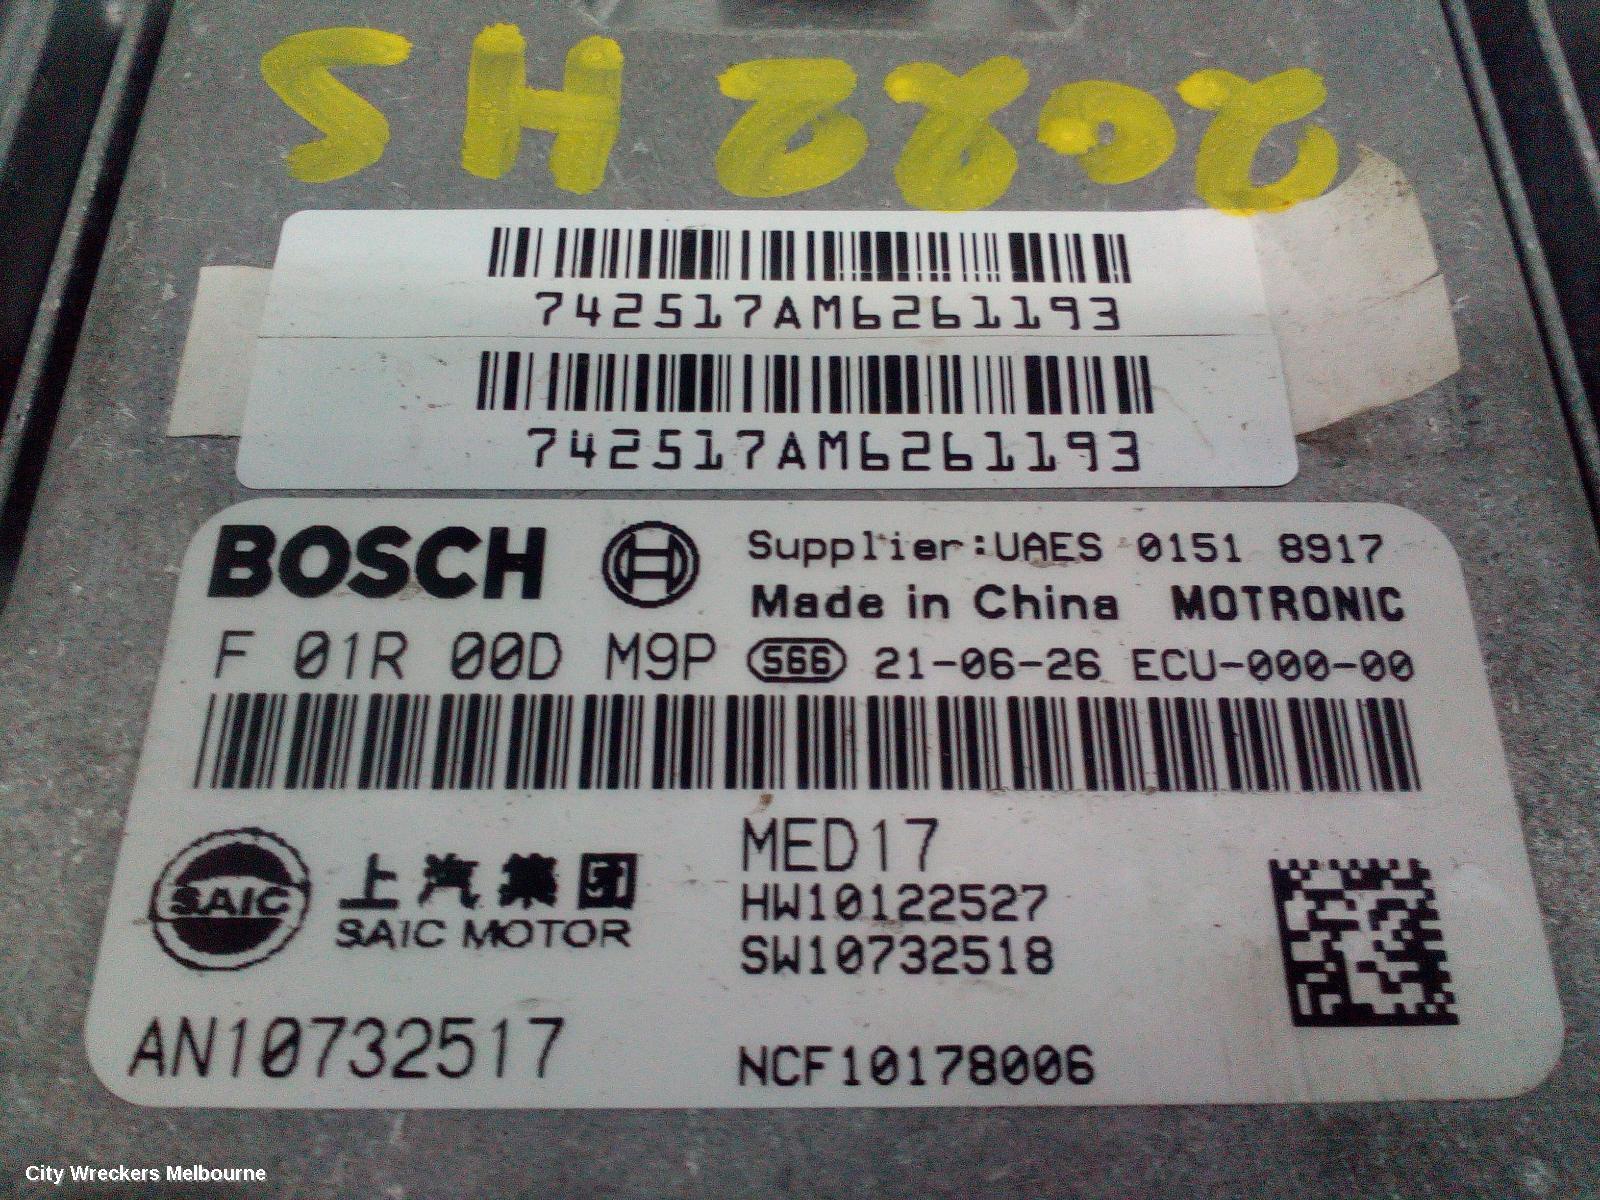 SH 2202
742517AM6261193
742517AM6261193
BOSCH
Supplier:UAES 0151 8917
Made in China MOTRONIC
F 01R 00D M9P S66 21-06-26 ECU-000-00
MED17
SAIC 上汽集团
SAIC MOTOR
HW10122527
SW10732518
AN10732517
NCF10178006
City Wreckers Melbourne